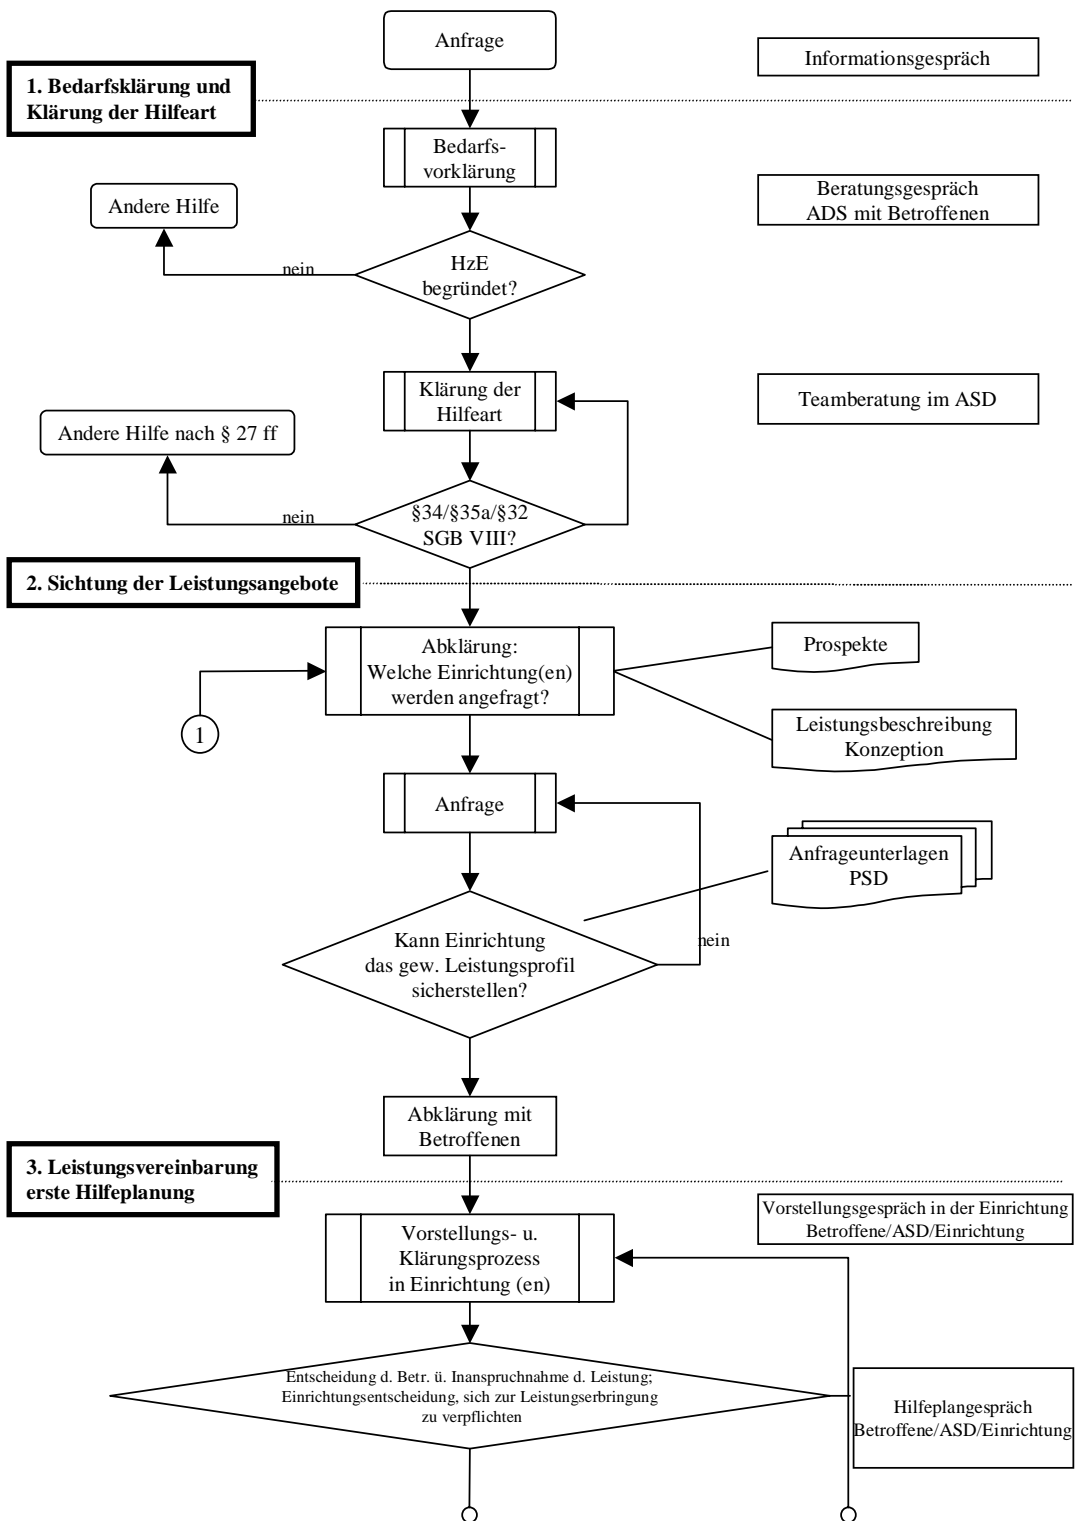 Anfrage
Informationsgespräch
1. Bedarfsklärung und
Klärung der Hilfeart
Bedarfs-
vorklärung
Andere Hilfe
Beratungsgespräch
ADS mit Betroffenen
nein
HzE
begründet?
Klärung der
Hilfeart
Teamberatung im ASD
Andere Hilfe nach § 27 ff
nein
§34/§35a/§32
SGB VIII?
2. Sichtung der Leistungsangebote
Abklärung:
Welche Einrichtung(en)
werden angefragt?
Prospekte
1
Leistungsbeschreibung
Konzeption
Anfrage
Anfrageunterlagen
PSD
Kann Einrichtung
das gew. Leistungsprofil
sicherstellen?
nein
Abklärung mit
Betroffenen
3. Leistungsvereinbarung
erste Hilfeplanung
Vorstellungsgespräch in der Einrichtung
Betroffene/ASD/Einrichtung
Vorstellungs- u.
Klärungsprozess
in Einrichtung (en)
Entscheidung d. Betr. ü. Inanspruchnahme d. Leistung;
Einrichtungsentscheidung, sich zur Leistungserbringung
zu verpflichten
Hilfeplangespräch
Betroffene/ASD/Einrichtung